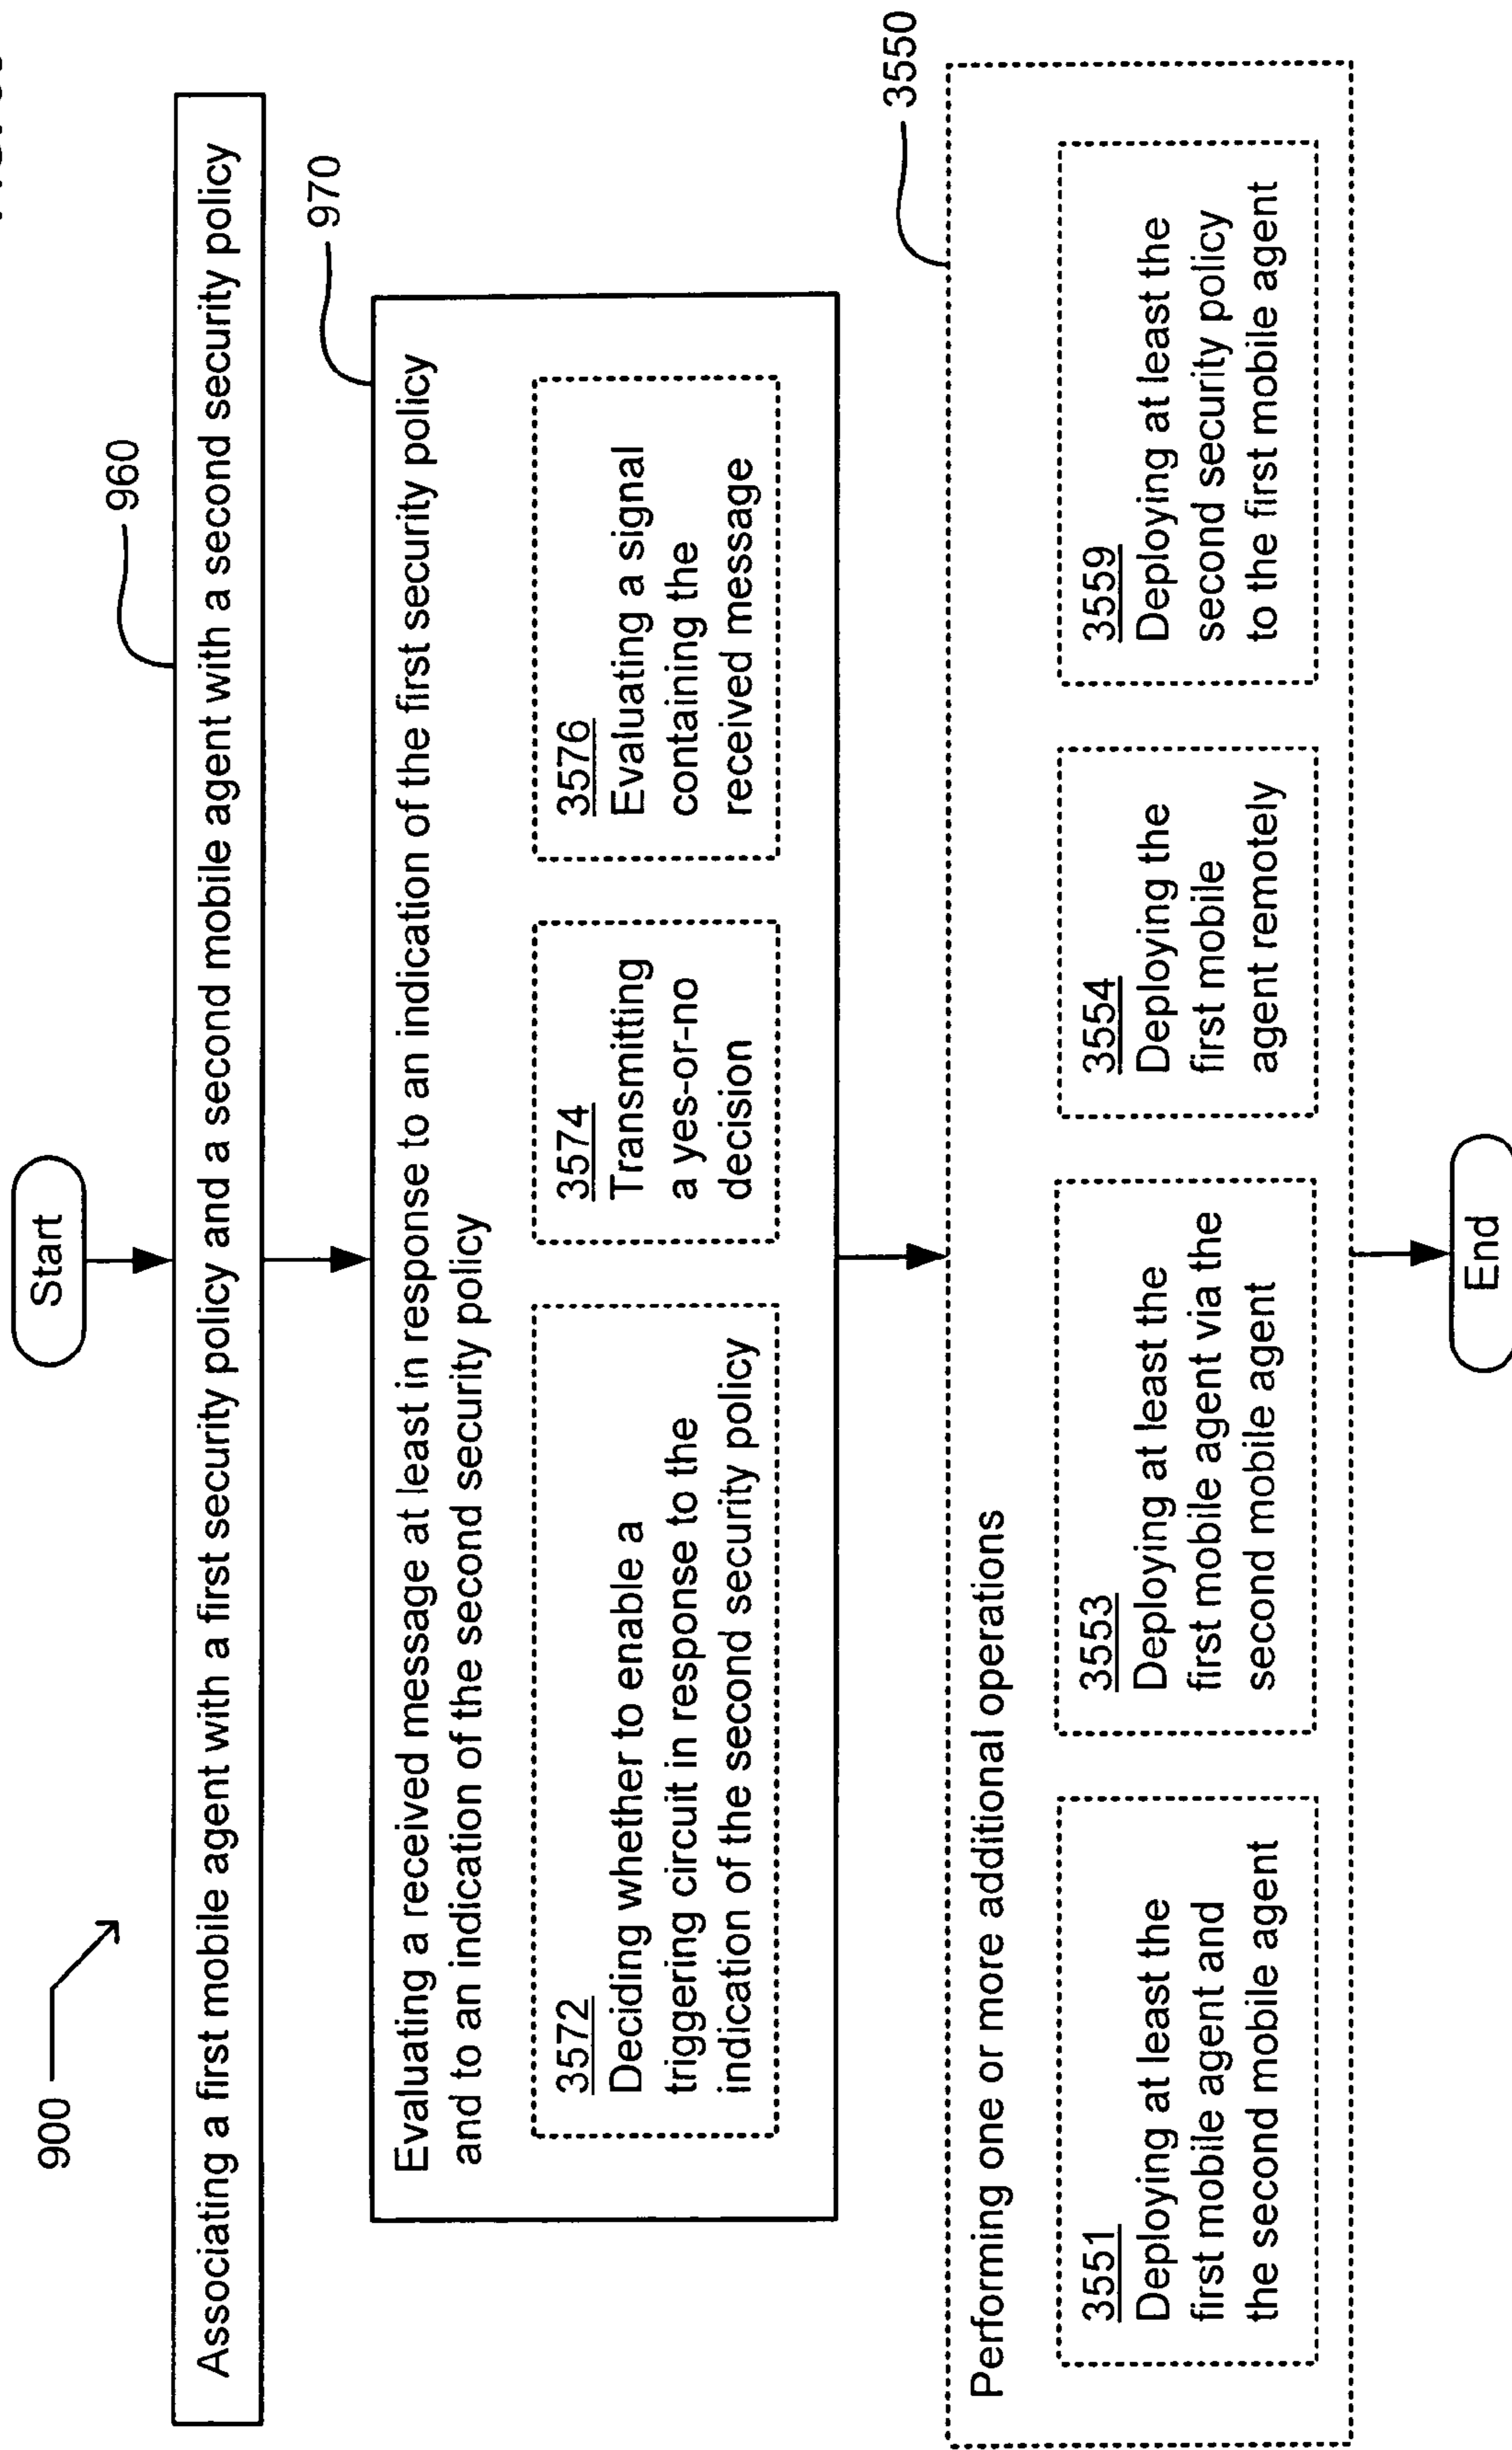 900
Start
960
Associating a first mobile agent with a first security policy and a second mobile agent with a second security policy
970
Evaluating a received message at least in response to an indication of the first security policy
and to an indication of the second security policy
3572
Deciding whether to enable a
triggering circuit in response to the
indication of the second security policy
3574
Transmitting
a yes-or-no
decision
3576
Evaluating a signal
containing the
received message
3550
Performing one or more additional operations
3551
Deploying at least the
first mobile agent and
the second mobile agent
3553
Deploying at least the
first mobile agent via the
second mobile agent
3554
Deploying the
first mobile
agent remotely
3559
Deploying at least the
second security policy
to the first mobile agent
End